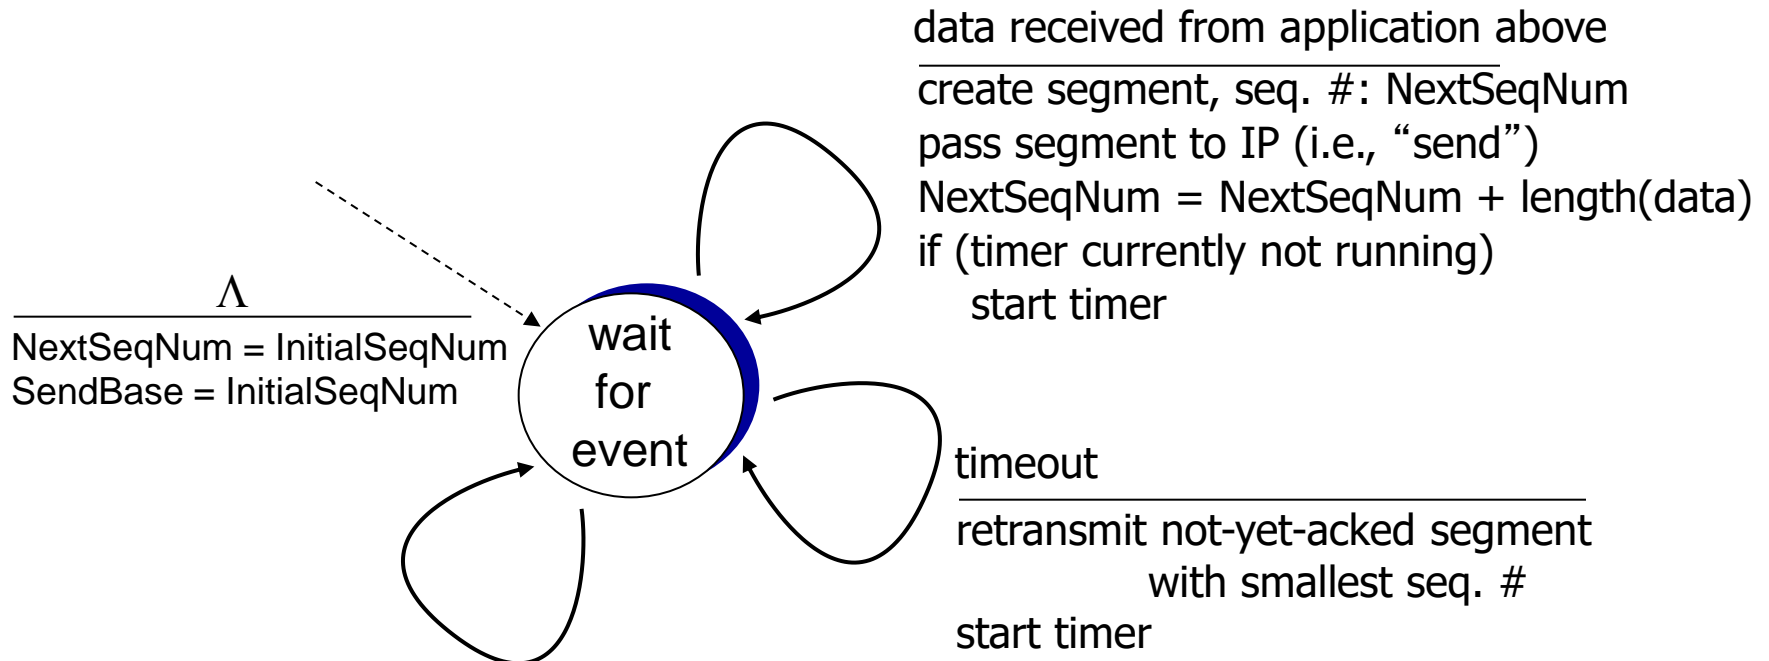 data received from application above
create segment, seq. #: NextSeqNum
pass segment to IP (i.e., “send”)
NextSeqNum = NextSeqNum + length(data)
if (timer currently not running)
start timer
Λ
NextSeqNum = InitialSeqNum
SendBase = InitialSeqNum
wait
for
event
timeout
retransmit not-yet-acked segment
with smallest seq. #
start timer